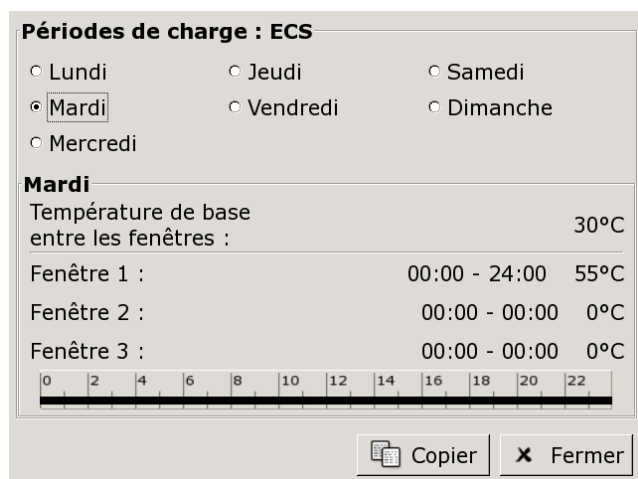 Périodes de charge : ECS
Lundi Jeudi Samedi
Mardi Vendredi Dimanche
Mercredi
Mardi
Température de base
entre les fenêtres : 30°C
Fenêtre 1 : 00:00 - 24:00 55°C
Fenêtre 2 : 00:00 - 00:00 0°C
Fenêtre 3 : 00:00 - 00:00 0°C
0 2 4 6 8 10 12 14 16 18 20 22
Copier Fermer